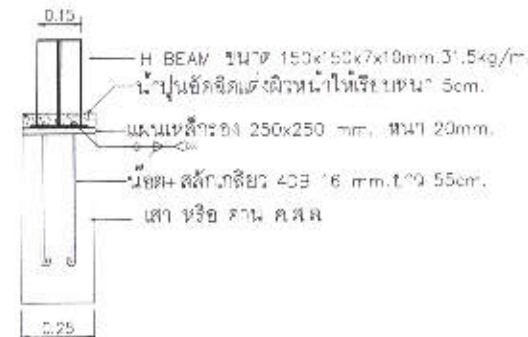 0.15
H BEAM ขนาด 150x150x7x10mm.31.5kg/m.
น้ำปูนอัดฉีดแต่งผิวหน้าให้เรียบหนา 5cm.
แผ่นเหล็กรอง 250x250 mm. หนา 20mm.
น๊อต+สลักเกลียว 4DB 16 mm.ยาว 55cm.
เสา หรือ คาน ค.ส.ล
0.25